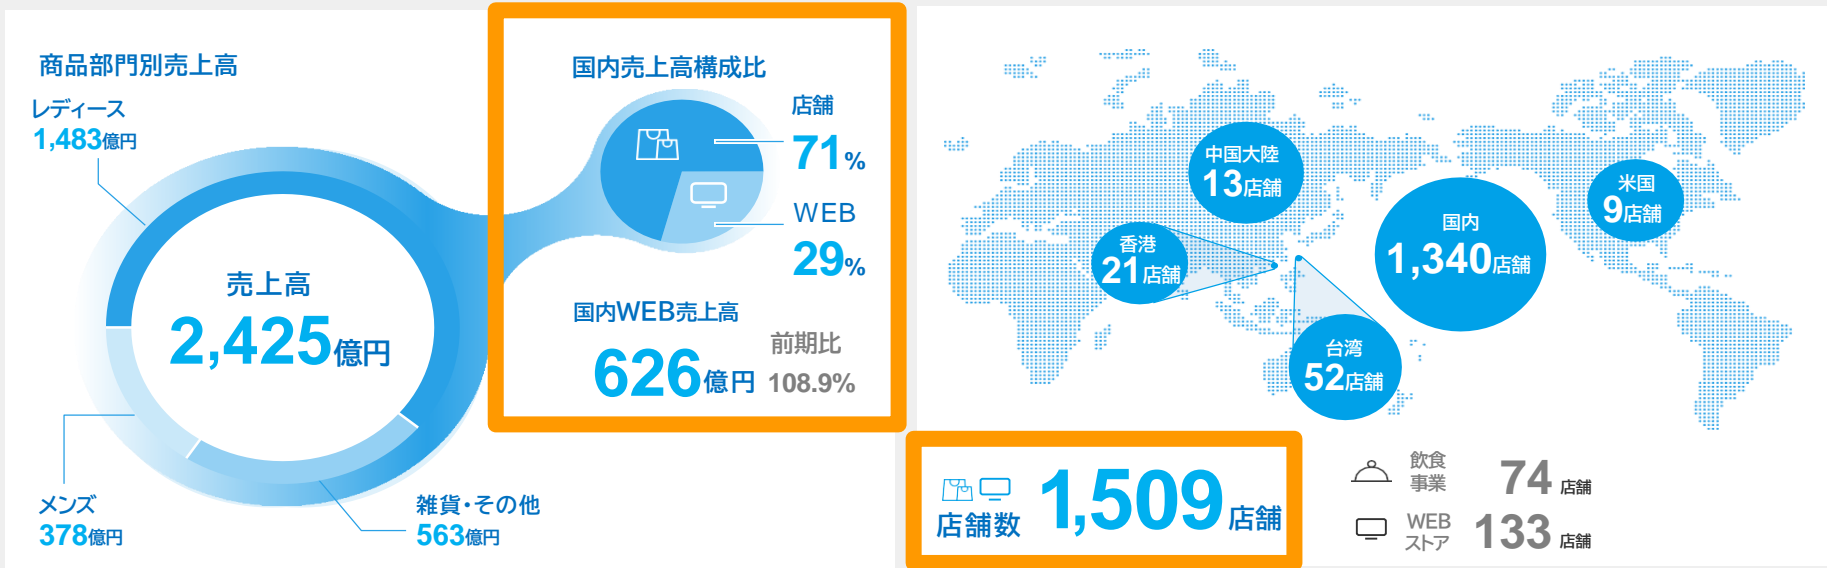 商品部門別売上高
レディース
1,483億円
売上高
2,425億円
メンズ
378億円
雑貨・その他
563億円
国内売上高構成比
店舗
71%
WEB
29%
国内WEB売上高
626億円
前期比
108.9%
中国大陸
13店舗
香港
21店舗
国内
1,340店舗
米国
9店舗
台湾
52店舗
店舗数
1,509店舗
飲食
事業
74店舗
WEB
ストア
133店舗